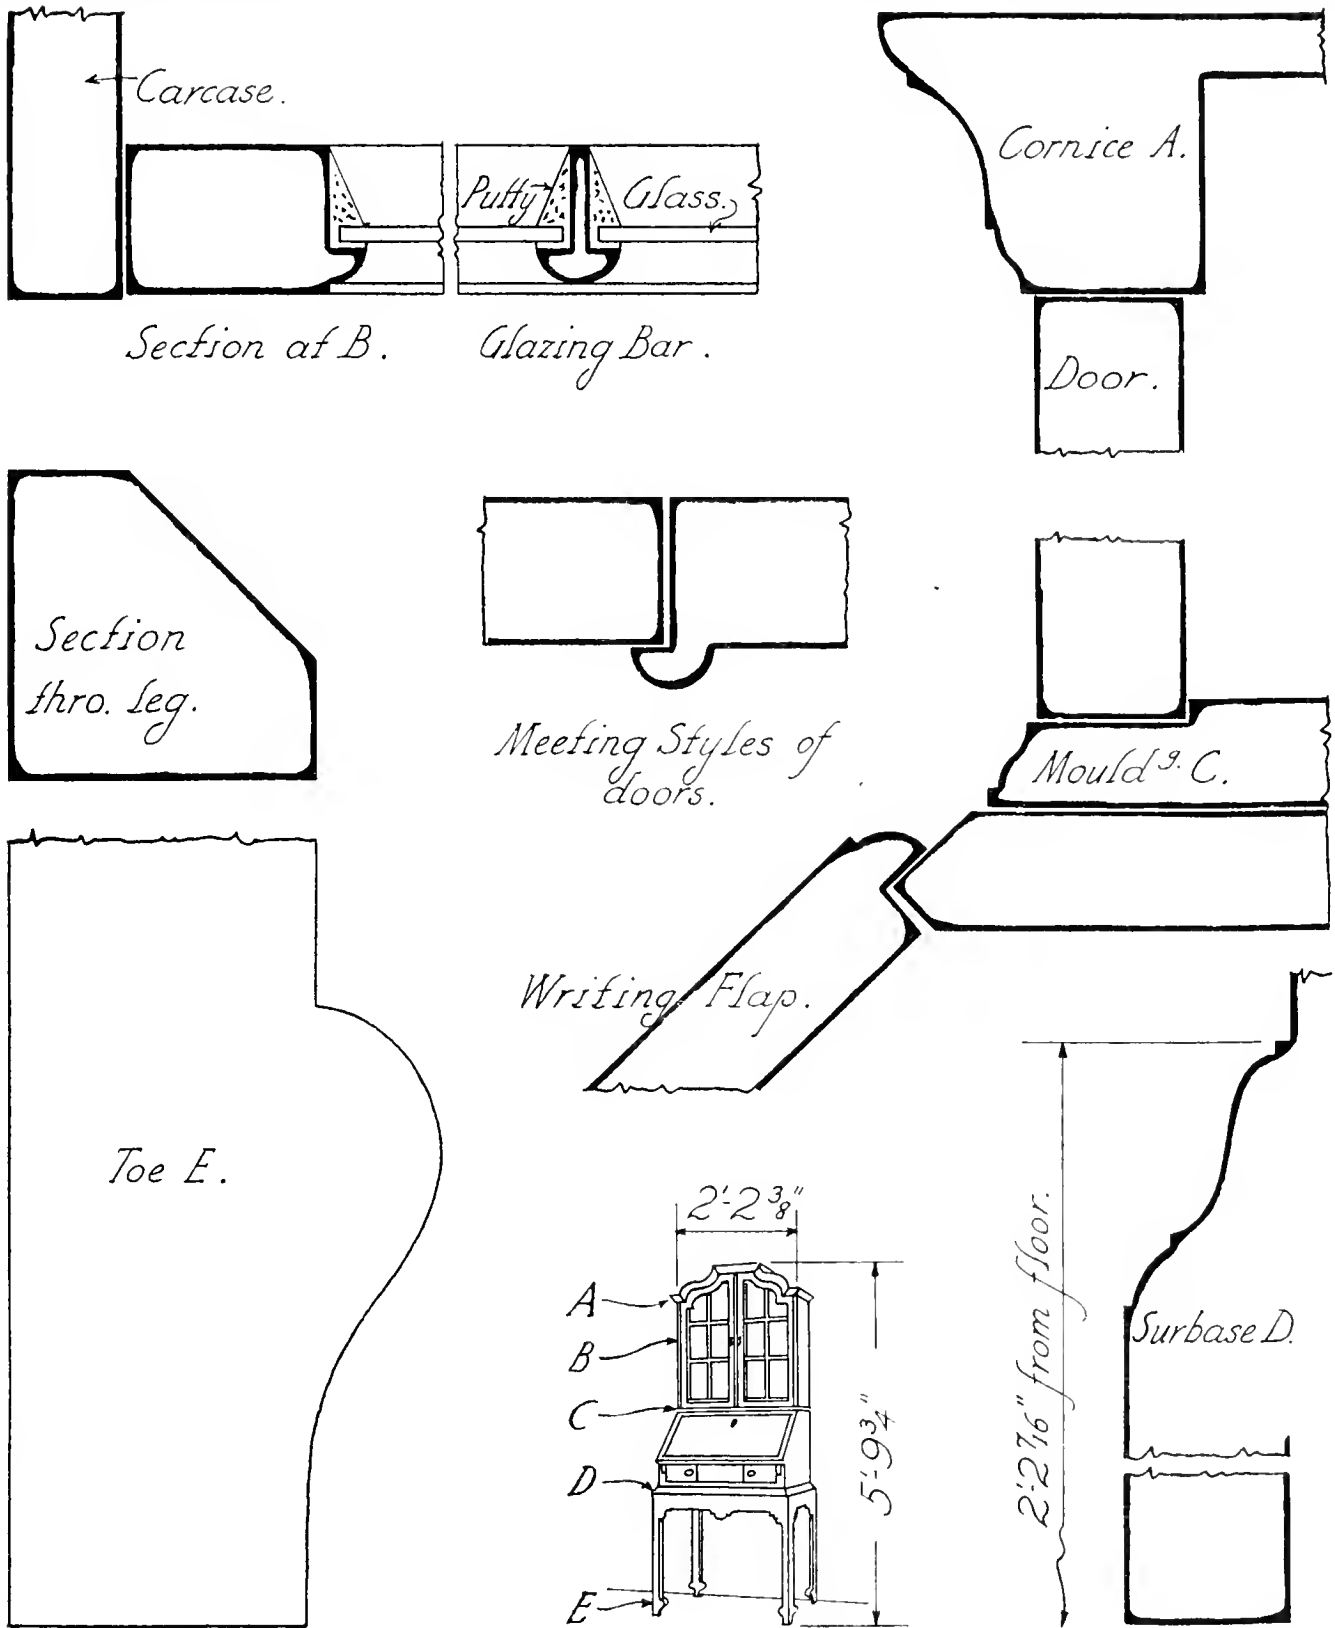 Carcase.
Putty
Glass.
Cornice A.
Section at B.
Glazing Bar.
Door.
Section
thro. leg.
Meeting Styles of
doors.
Mould g. C.
Writing Flap.
Toe E.
2'-2 3/8"
A
B
C
D
E
5'-9 3/4"
2'-2 7/16" from floor.
Surbase D.